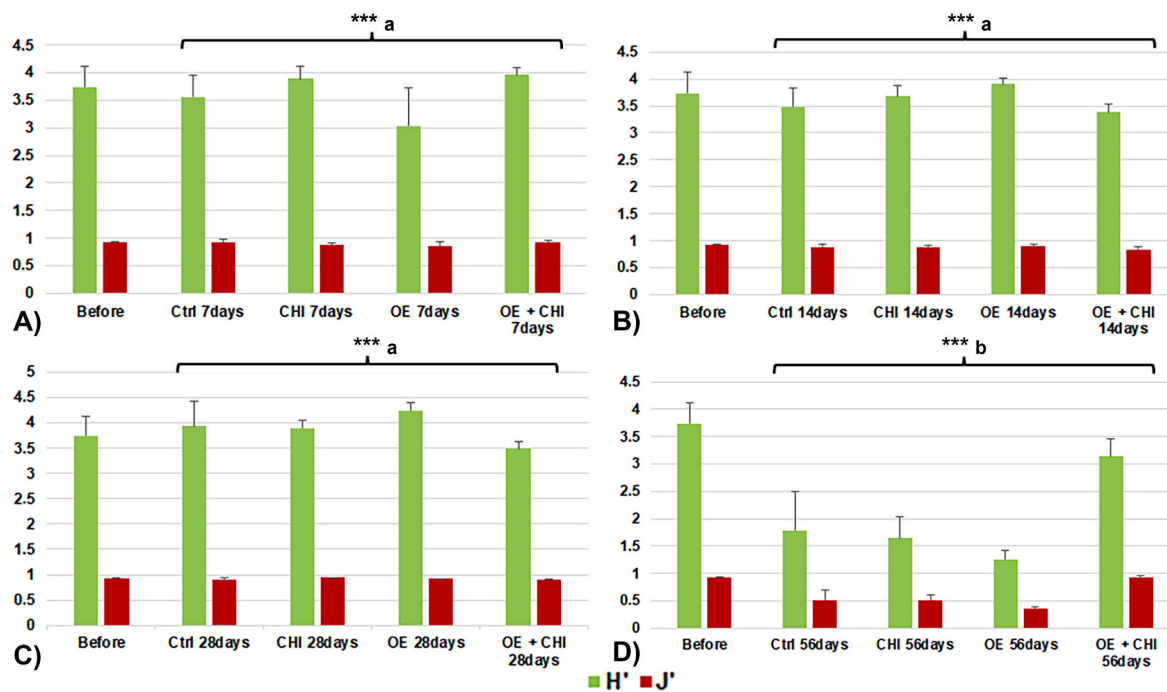 *** a
4.5
4
3.5
3
2.5
2
1.5
1
0.5
0
Before
Ctrl 7days
CHI 7days
OE 7days
OE + CHI
7days
A)
*** a
4.5
4
3.5
3
2.5
2
1.5
1
0.5
0
Before
Ctrl 14days
CHI 14days
OE 14days
OE + CHI
14days
B)
*** a
5
4.5
4
3.5
3
2.5
2
1.5
1
0.5
0
Before
Ctrl 28days
CHI 28days
OE 28days
OE + CHI
28days
C)
*** b
4.5
4
3.5
3
2.5
2
1.5
1
0.5
0
Before
Ctrl 56days
CHI 56days
OE 56days
OE + CHI
56days
D)
H' J'